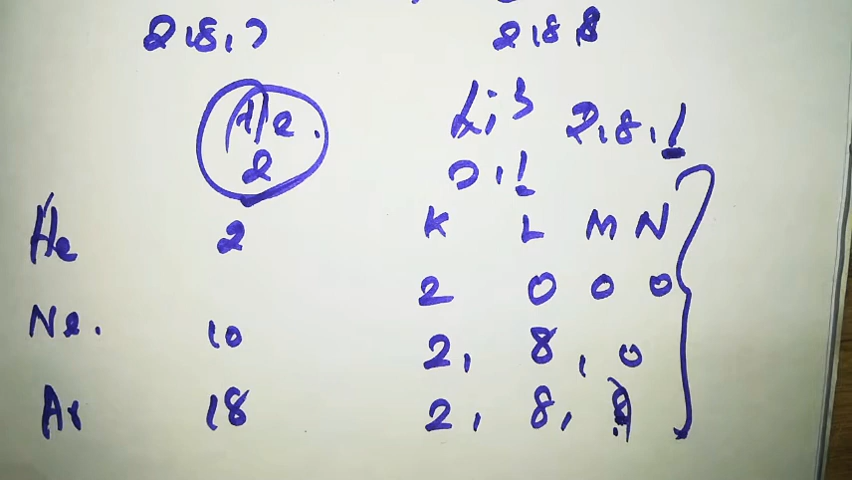 2,8,7 2,8,8
He.
2
Li 3 2,8,1
2,1
K L M N
He 2 2 0 0 0
Ne. 10 2, 8, 0
Ar 18 2, 8, 8